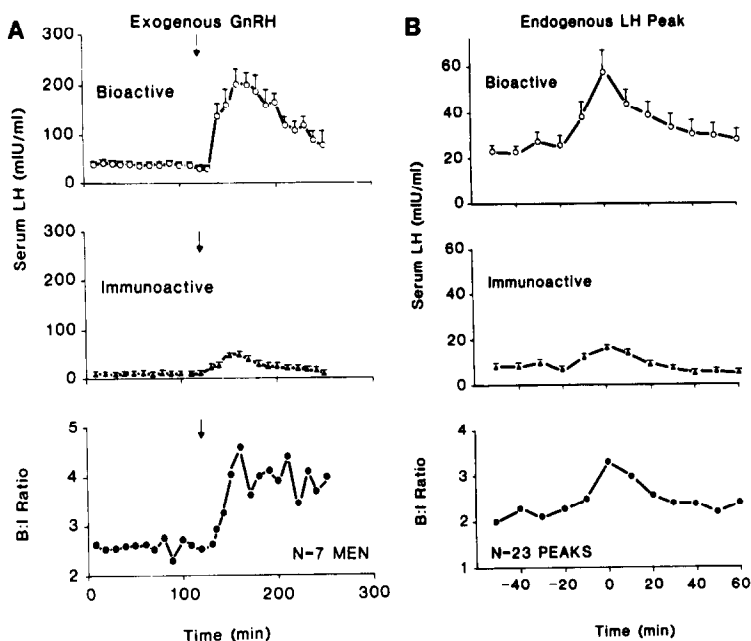 A
Exogenous GnRH
300
200
100
0
Bioactive
Serum LH (mIU/ml)
300
200
100
0
Immunoactive
5
4
3
2
B:I Ratio
N-7 MEN
0
100
200
300
Time (min)
B
Endogenous LH Peak
60
40
20
0
Bioactive
Serum LH (mIU/ml)
60
40
20
0
Immunoactive
4
3
2
1
B:I Ratio
N-23 PEAKS
-40
-20
0
20
40
60
Time (min)